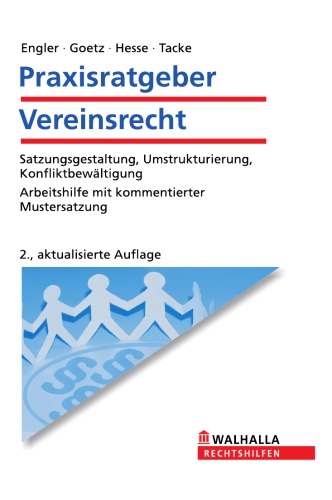 Engler · Goetz · Hesse · Tacke
Praxisratgeber
Vereinsrecht
Satzungsgestaltung, Umstrukturierung,
Konfliktbewältigung
Arbeitshilfe mit kommentierter
Mustersatzung
2., aktualisierte Auflage
WALHALLA
RECHTSHILFEN